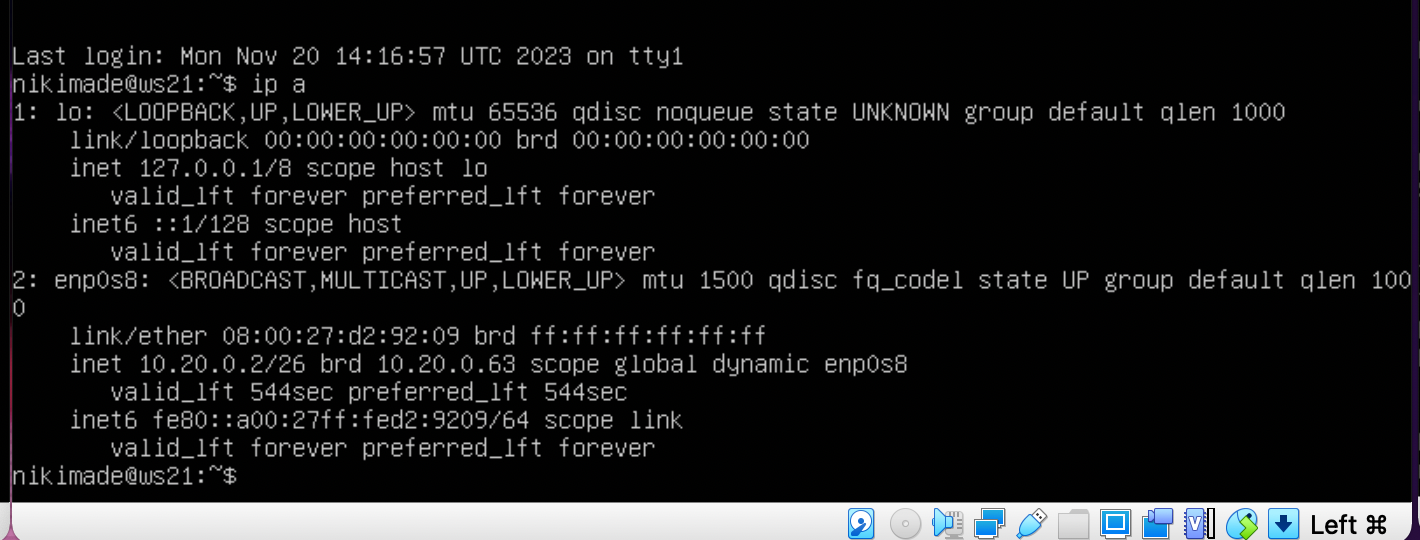 Last login: Mon Nov 20 14:16:57 UTC 2023 on tty1
nikimade@ws21:~$ ip a
1: lo: <LOOPBACK,UP,LOWER_UP> mtu 65536 qdisc noqueue state UNKNOWN group default qlen 1000
    link/loopback 00:00:00:00:00:00 brd 00:00:00:00:00:00
    inet 127.0.0.1/8 scope host lo
       valid_lft forever preferred_lft forever
    inet6 ::1/128 scope host
       valid_lft forever preferred_lft forever
2: enp0s8: <BROADCAST,MULTICAST,UP,LOWER_UP> mtu 1500 qdisc fq_codel state UP group default qlen 100
0
    link/ether 08:00:27:d2:92:09 brd ff:ff:ff:ff:ff:ff
    inet 10.20.0.2/26 brd 10.20.0.63 scope global dynamic enp0s8
       valid_lft 544sec preferred_lft 544sec
    inet6 fe80::a00:27ff:fed2:9209/64 scope link
       valid_lft forever preferred_lft forever
nikimade@ws21:~$
Left ⌘